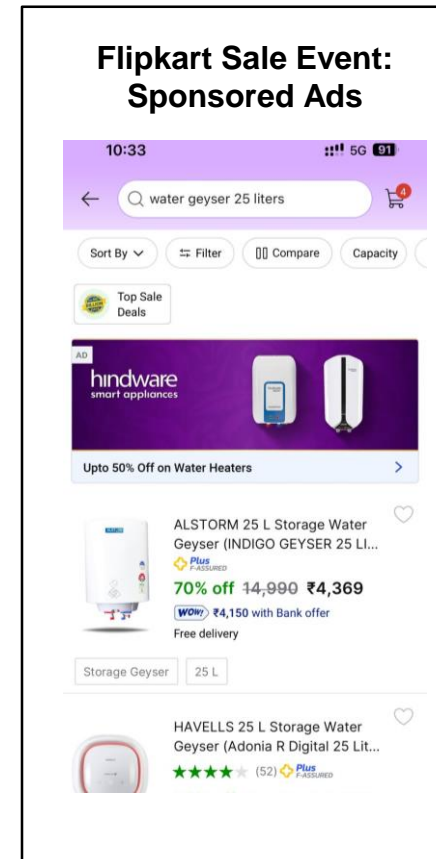 Flipkart Sale Event:
Sponsored Ads
10:33
5G 91
water geyser 25 liters
4
Sort By
Filter
Compare
Capacity
Top Sale
Deals
AD
hindware
smart appliances
Upto 50% Off on Water Heaters
ALSTORM 25 L Storage Water
Geyser (INDIGO GEYSER 25 LI...
Plus
F-ASSURED
70% off 14,990 ₹4,369
WOW! ₹4,150 with Bank offer
Free delivery
Storage Geyser
25 L
HAVELLS 25 L Storage Water
Geyser (Adonia R Digital 25 Lit...
(52) Plus
F-ASSURED